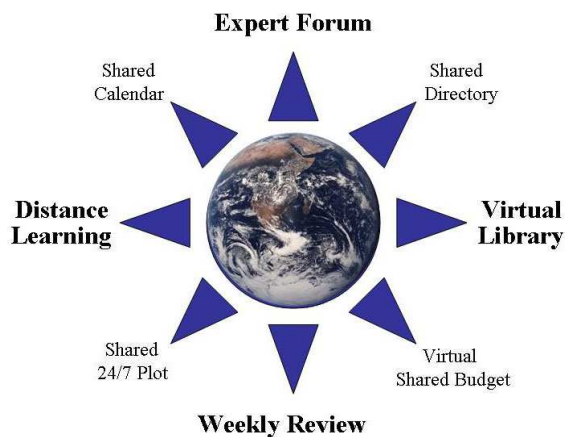 Expert Forum
Shared
Calendar
Shared
Directory
Distance
Learning
Virtual
Library
Shared
24/7 Plot
Virtual
Shared Budget
Weekly Review